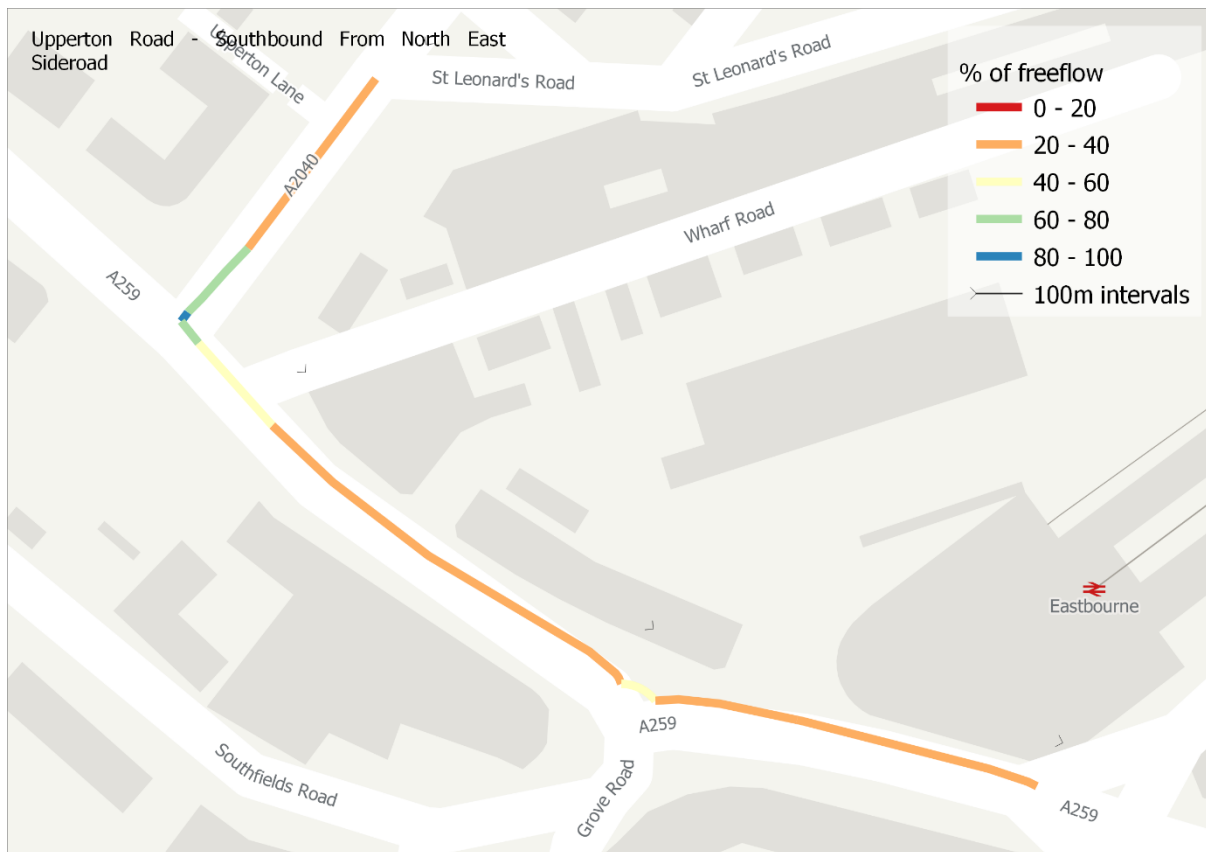 Upperton Road - Southbound From North East
Sideroad
Upperton Lane
St Leonard's Road
St Leonard's Road
% of freeflow
0 - 20
20 - 40
40 - 60
60 - 80
80 - 100
100m intervals
A2040
Wharf Road
A259
Eastbourne
A259
Southfields Road
Grove Road
A259